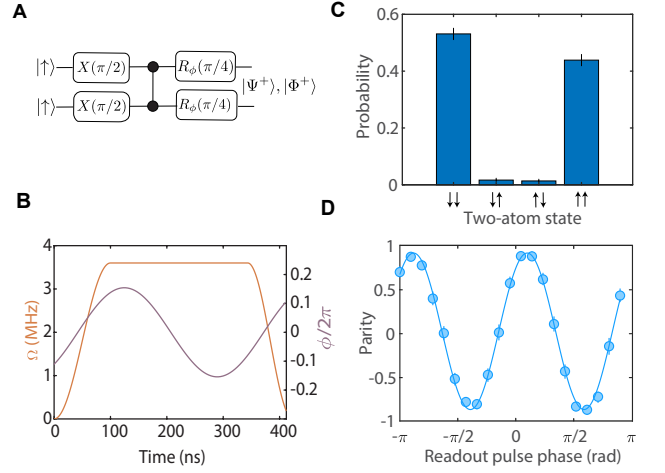 A
|↑⟩ X(π/2) R_ϕ(π/4)
|Ψ⁺⟩, |Φ⁺⟩
|↑⟩ X(π/2) R_ϕ(π/4)
B
4
3
2
1
0
Ω (MHz)
0.2
0.1
0
-0.1
-0.2
ϕ/2π
0 100 200 300 400
Time (ns)
C
0.6
0.4
0.2
0
Probability
↓↓ ↓↑ ↑↓ ↑↑
Two-atom state
D
1
0.5
0
-0.5
-1
Parity
-π -π/2 0 π/2 π
Readout pulse phase (rad)